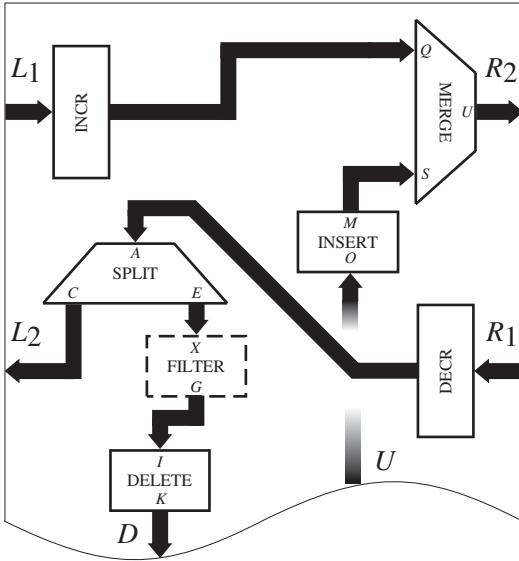 L1
INCR
Q
MERGE
U
R2
S
M
INSERT
O
A
SPLIT
C
E
L2
X
FILTER
G
DECR
R1
I
DELETE
K
U
D